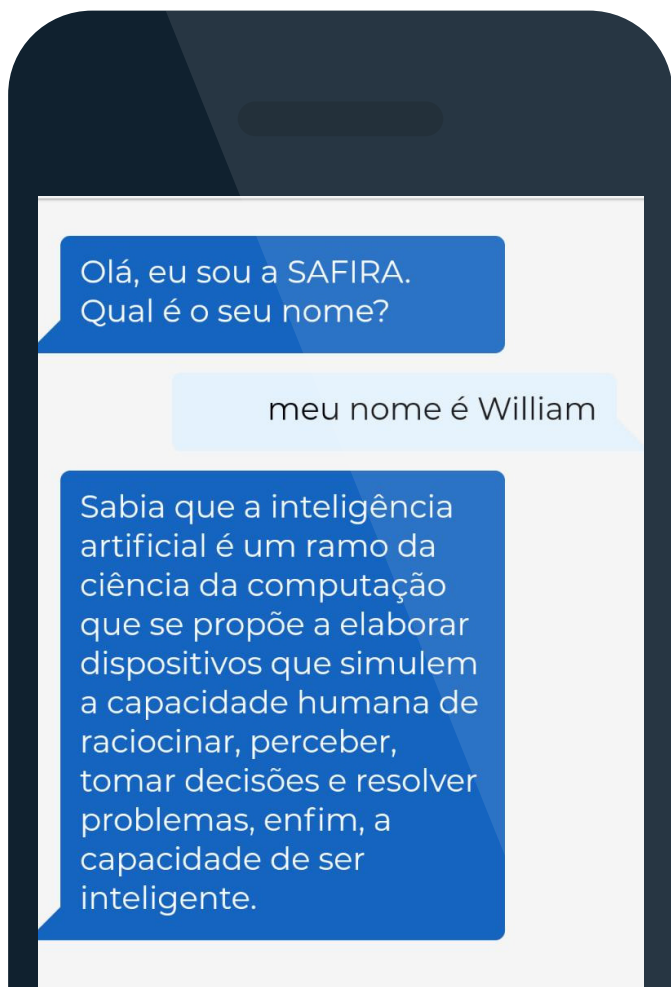 Olá, eu sou a SAFIRA.
Qual é o seu nome?
meu nome é William
Sabia que a inteligência
artificial é um ramo da
ciência da computação
que se propõe a elaborar
dispositivos que simulem
a capacidade humana de
raciocinar, perceber,
tomar decisões e resolver
problemas, enfim, a
capacidade de ser
inteligente.